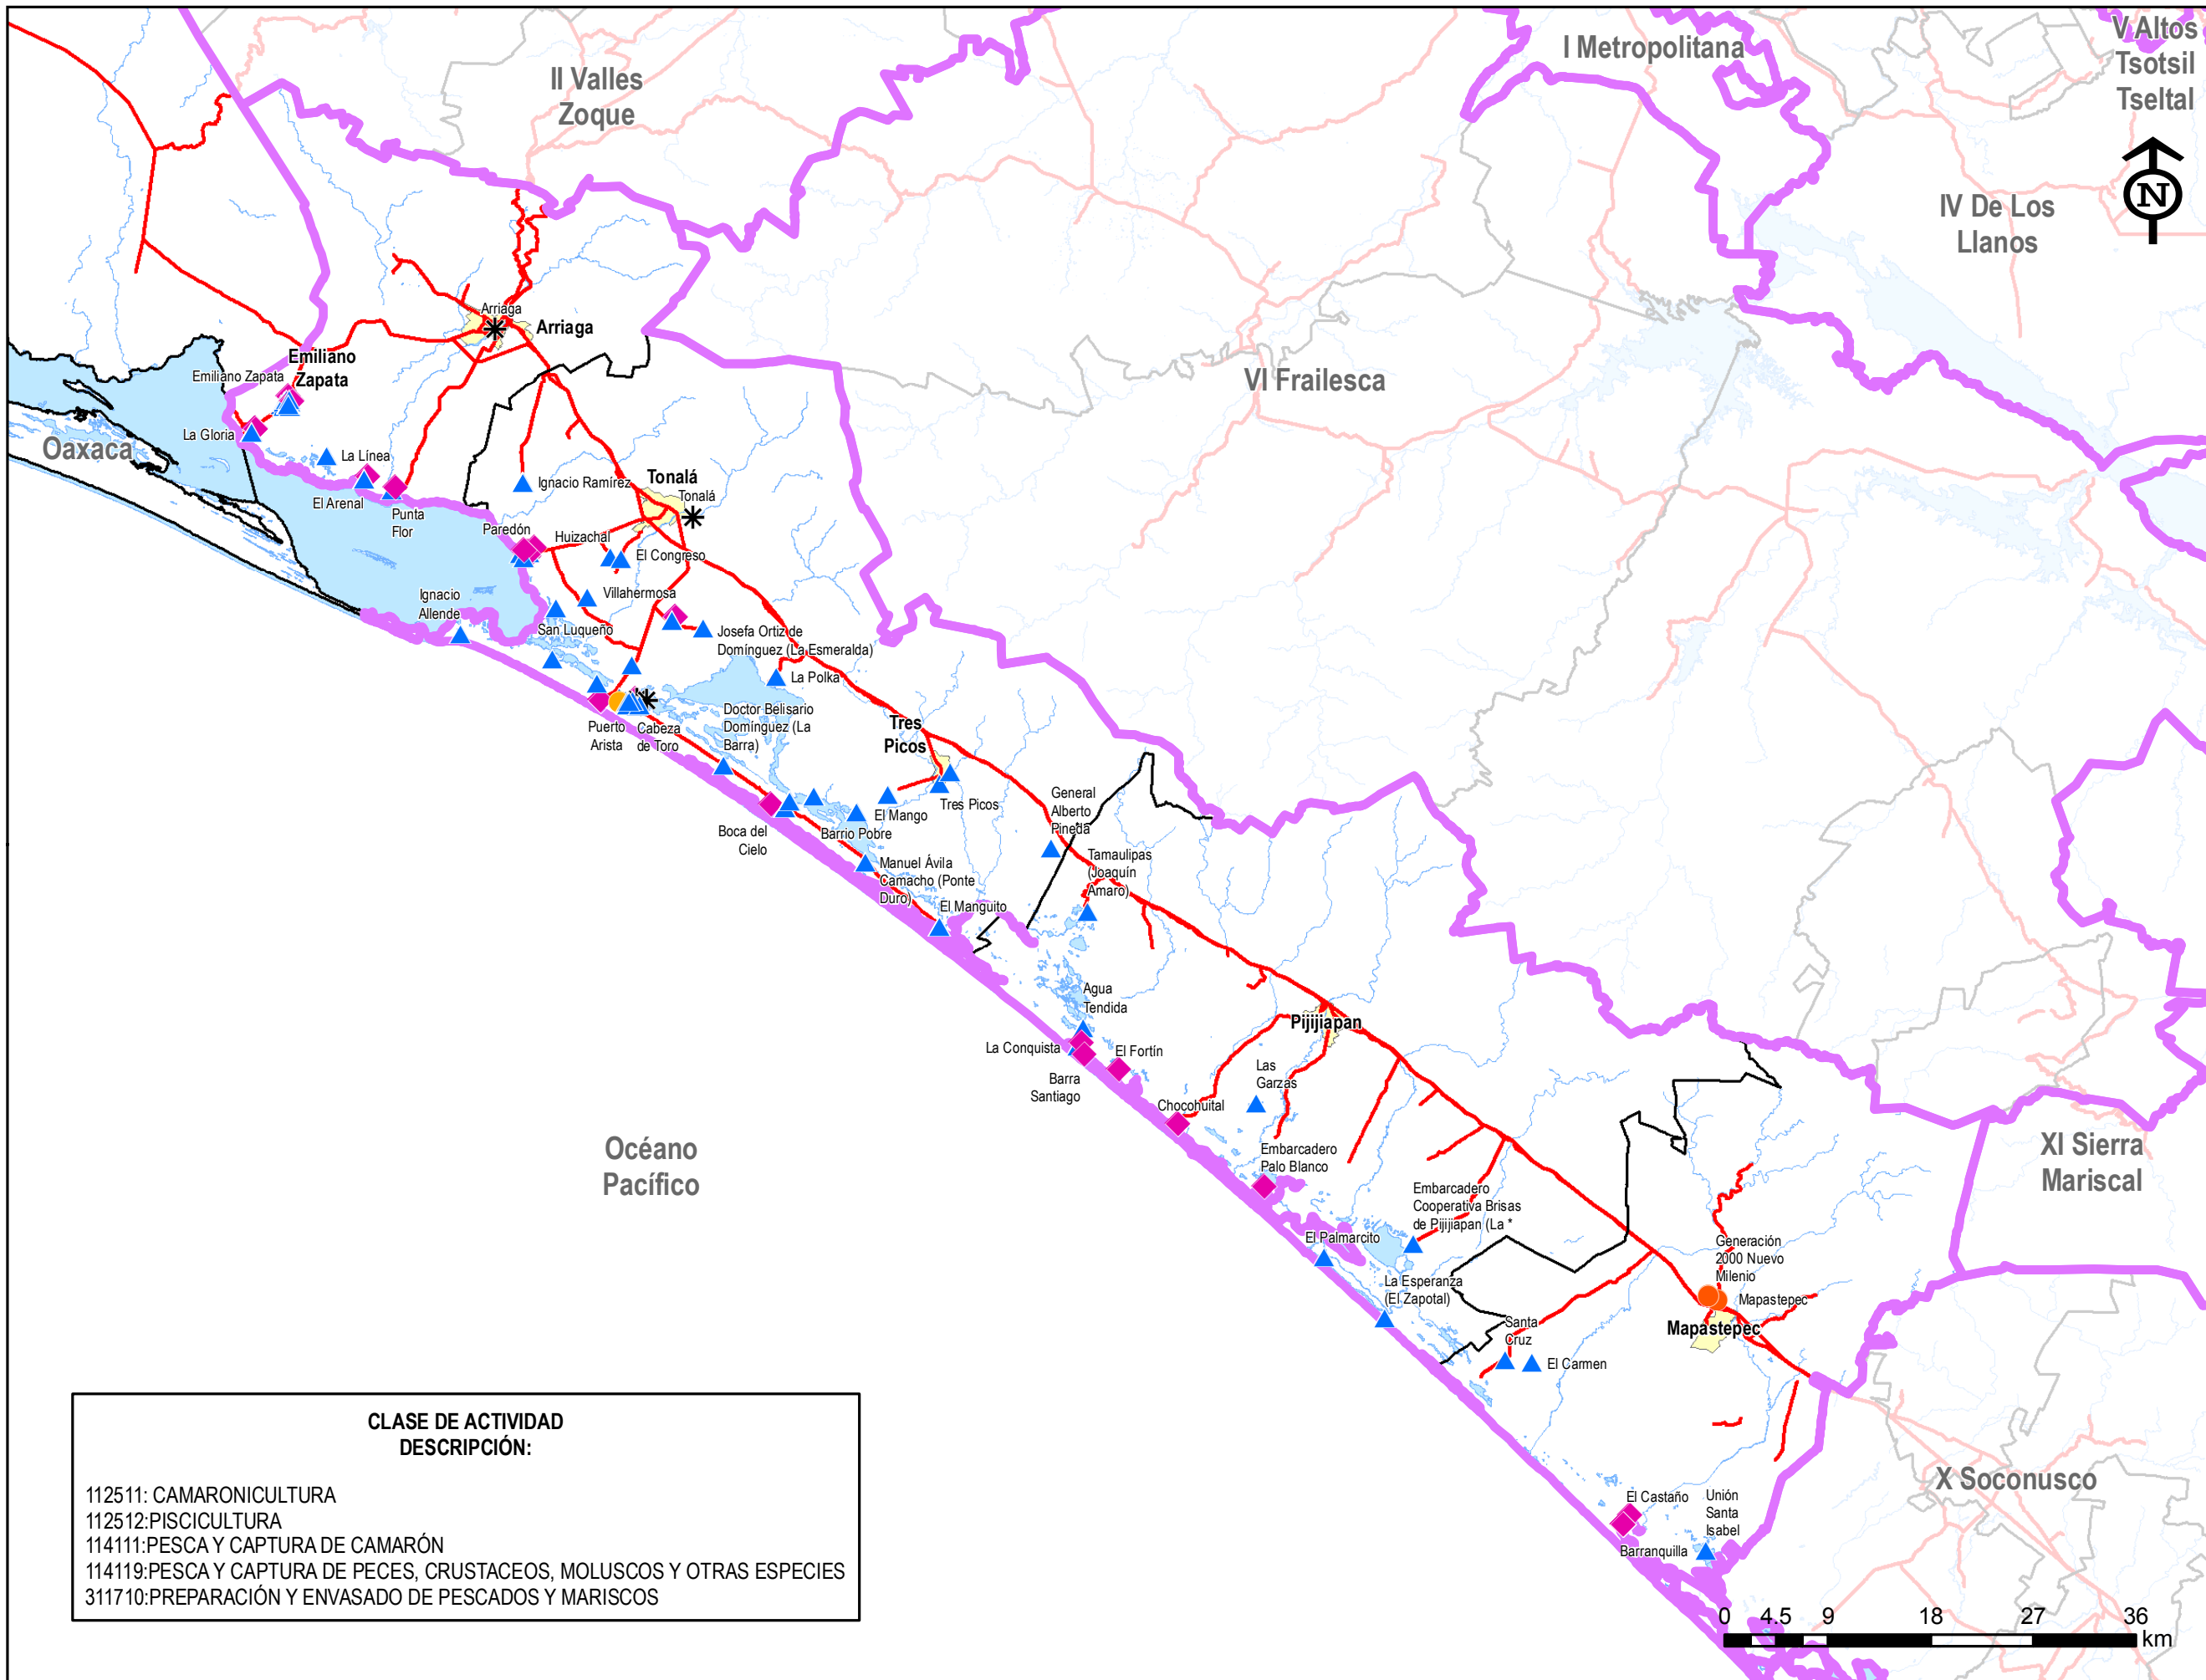 V Altos
Tsotsil
Tseltal
I Metropolitana
II Valles
Zoque
N
IV De Los
Llanos
Arriaga
Arriaga
Emiliano
Zapata
Emiliano Zapata
VI Frailesca
La Gloria
Oaxaca
La Línea
El Arenal
Punta
Flor
Ignacio Ramírez
Tonalá
Tonalá
Paredón
Huizachal
El Congreso
Ignacio
Allende
Villahermosa
San Luqueño
Josefa Ortiz de
Domínguez (La Esmeralda)
La Polka
Puerto
Arista
Cabeza
de Toro
Doctor Belisario
Domínguez (La
Barra)
Tres
Picos
Tres Picos
General
Alberto
Pineda
El Mango
Barrio Pobre
Boca del
Cielo
Manuel Ávila
Camacho (Ponte
Duro)
El Manguito
Tamaulipas
(Joaquín
Amaro)
Agua
Tendida
La Conquista
Barra
Santiago
El Fortín
Pijijiapan
Las
Garzas
Chocohuital
Embarcadero
Palo Blanco
Océano
Pacífico
XI Sierra
Mariscal
Embarcadero
Cooperativa Brisas
de Pijijiapan (La *
El Palmarcito
La Esperanza
(El Zapotal)
Generación
2000 Nuevo
Milenio
Mapastepec
Mapastepec
Santa
Cruz
El Carmen
X Soconusco
El Castaño
Unión
Santa
Isabel
Barranquilla
CLASE DE ACTIVIDAD
DESCRIPCIÓN:
112511: CAMARONICULTURA
112512:PISCICULTURA
114111:PESCA Y CAPTURA DE CAMARÓN
114119:PESCA Y CAPTURA DE PECES, CRUSTACEOS, MOLUSCOS Y OTRAS ESPECIES
311710:PREPARACIÓN Y ENVASADO DE PESCADOS Y MARISCOS
0 4.5 9 18 27 36
km